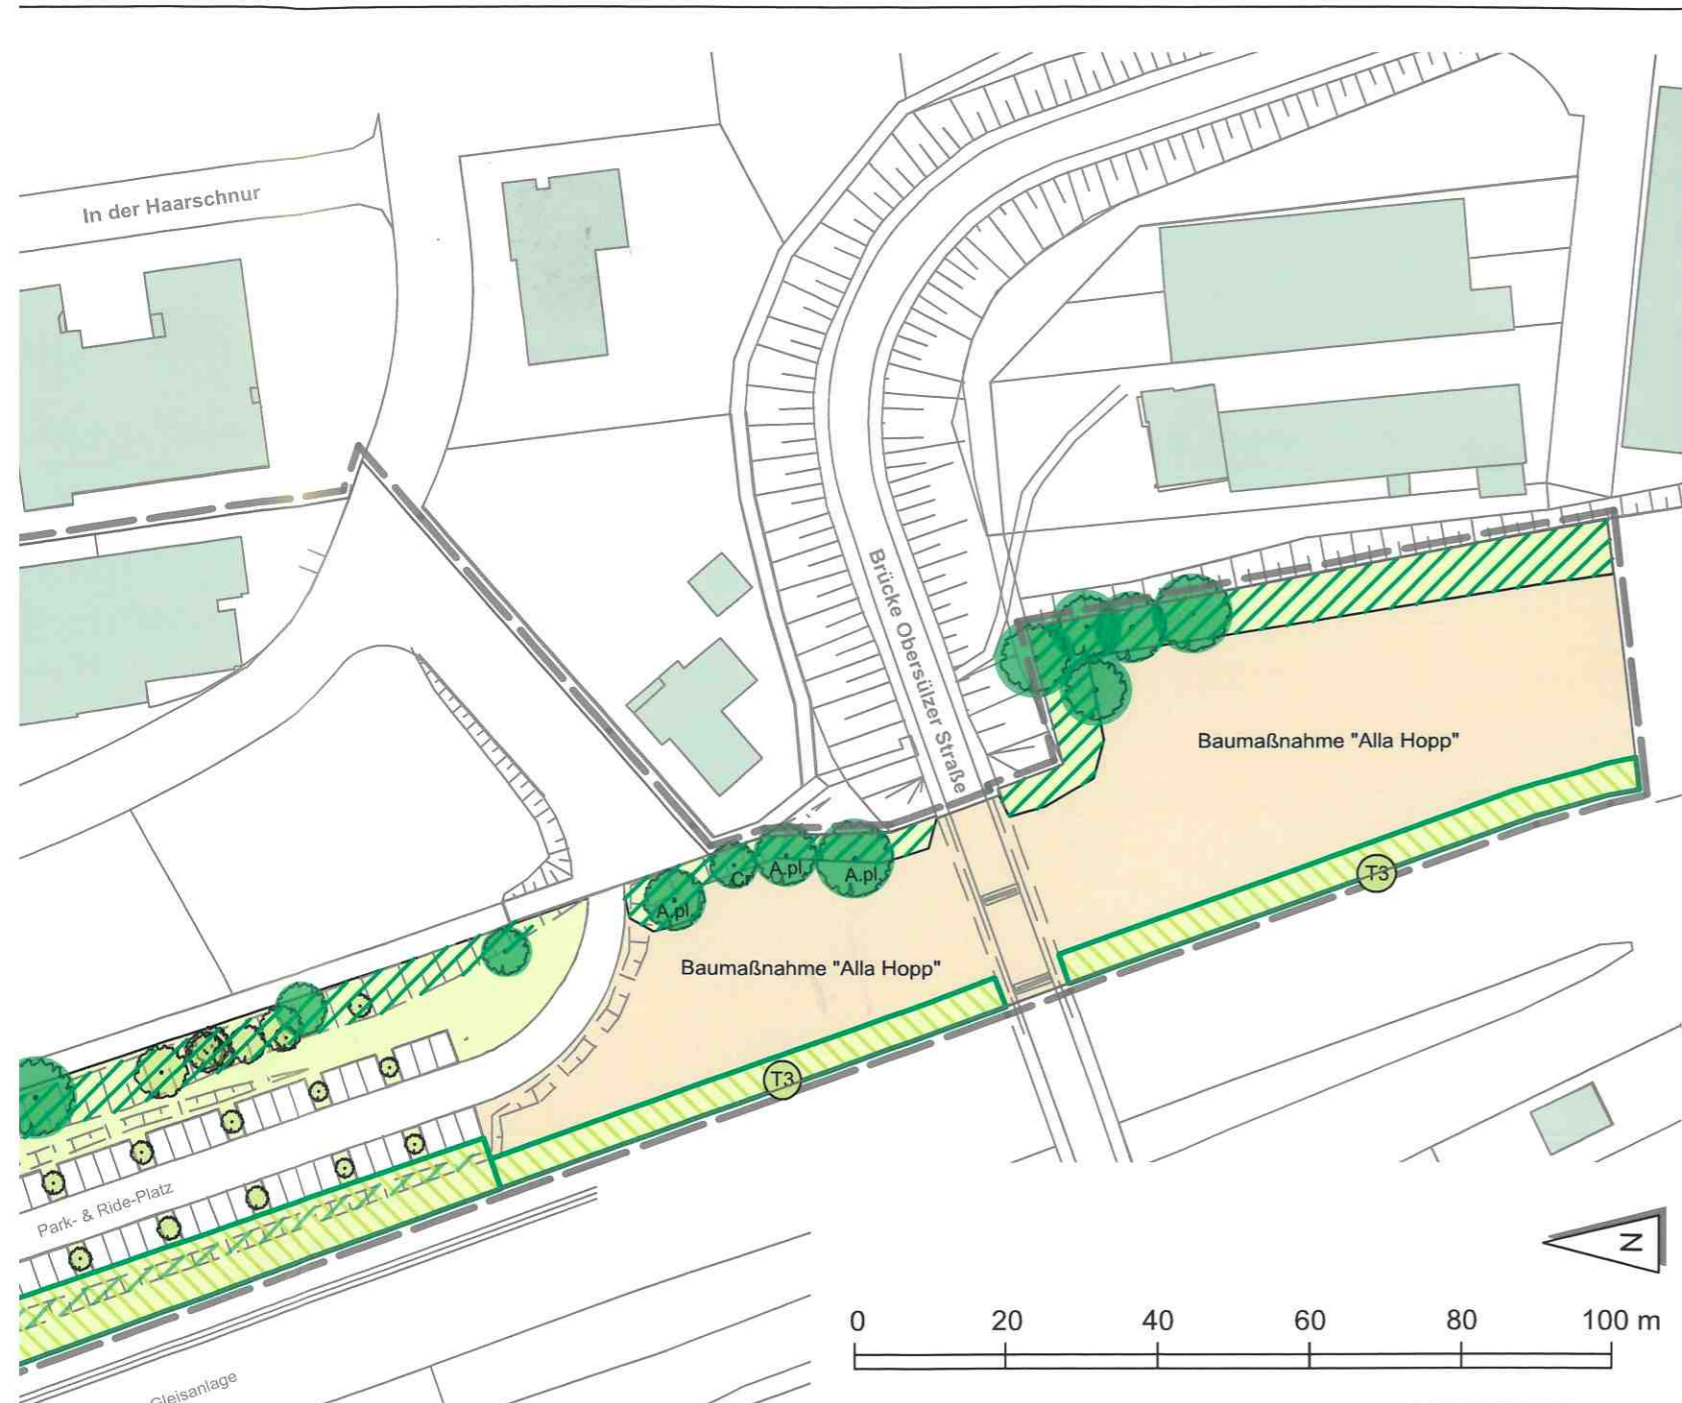 In der Haarschnur
Brücke Obersülzer Straße
Baumaßnahme "Alla Hopp"
Cr
A.pl.
A.pl.
A.pl.
T3
Baumaßnahme "Alla Hopp"
T3
Park- & Ride-Platz
N
0 20 40 60 80 100 m
Gleisanlage